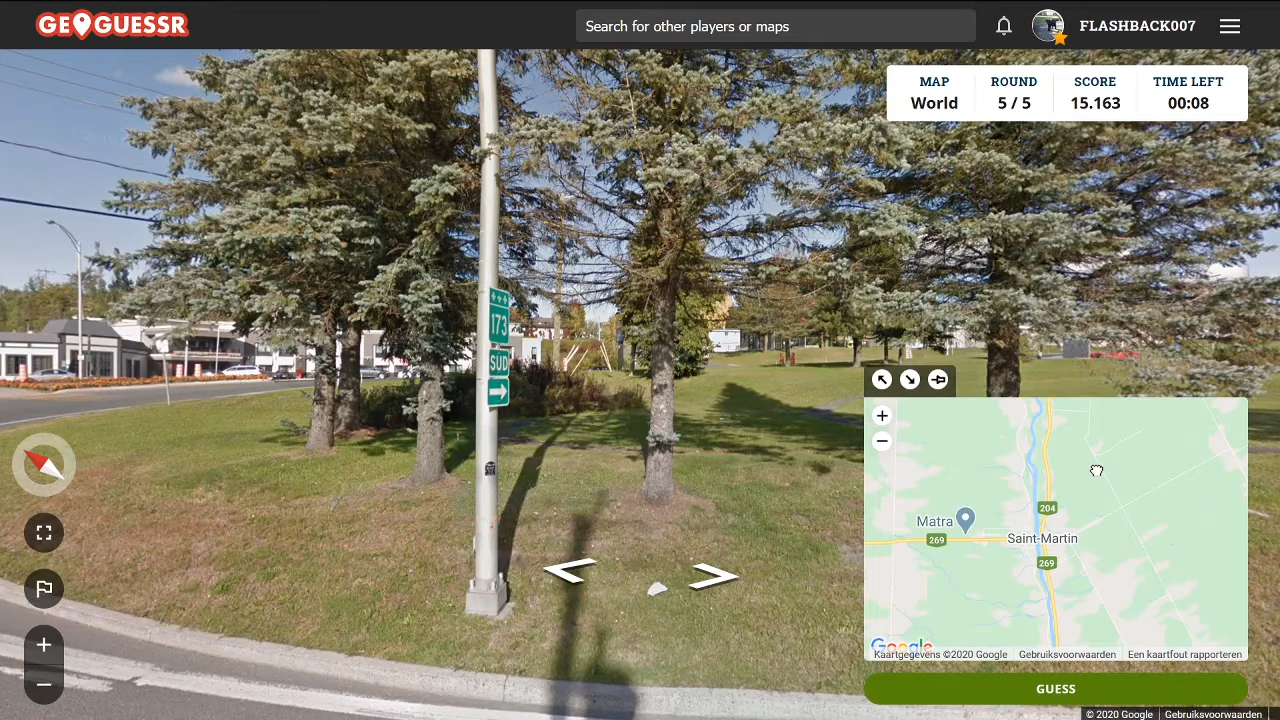 GEOGUESSR
Search for other players or maps
FLASHBACK007
MAP
World
ROUND
5 / 5
SCORE
15.163
TIME LEFT
00:08
173
SUD
204
Matra
269
Saint-Martin
269
Google
Kaartgegevens ©2020 Google
Gebruiksvoorwaarden
Een kaartfout rapporteren
GUESS
© 2020 Google
Gebruiksvoorwaarden